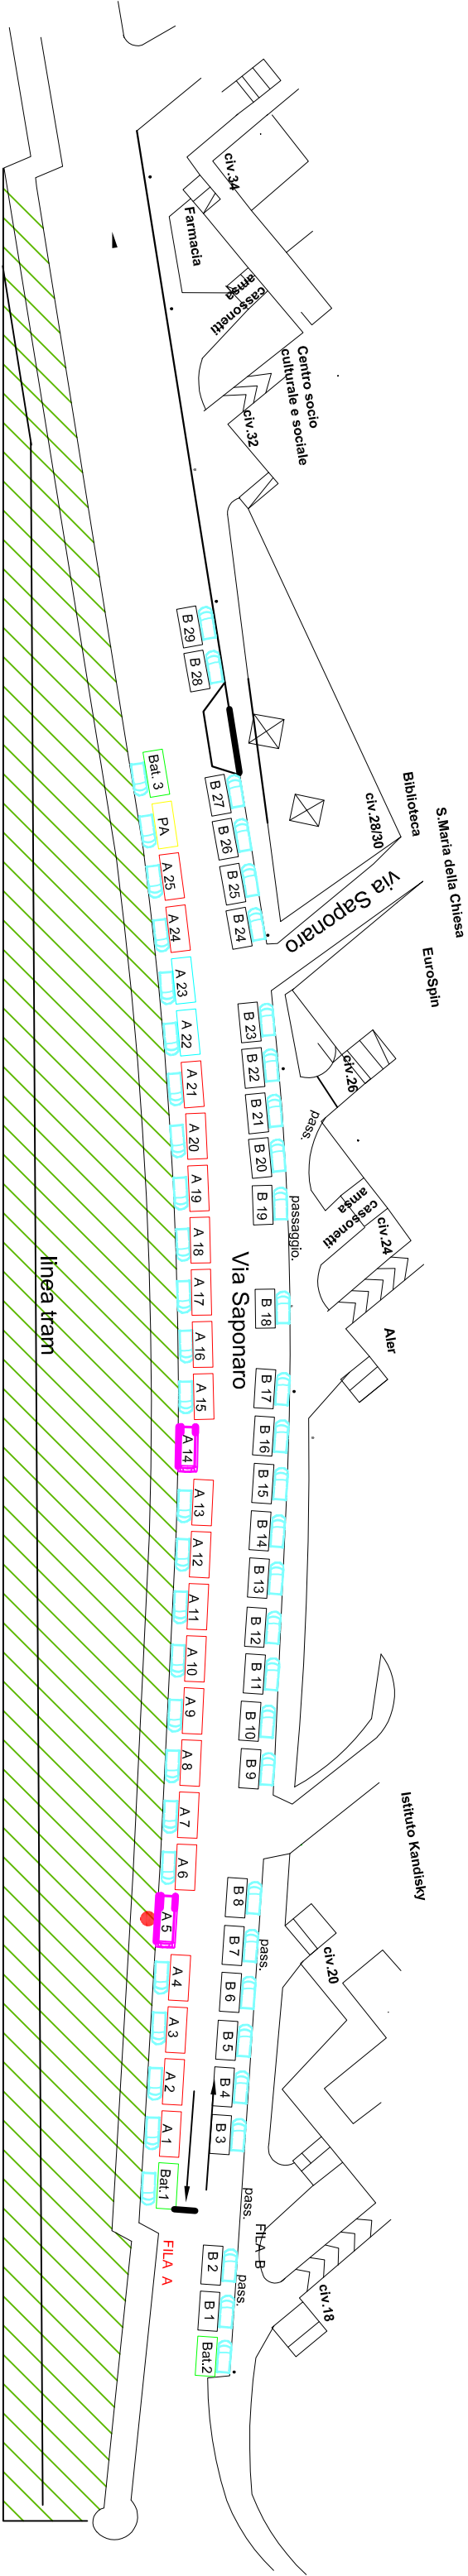 civ.34
Farmacia
cassonetti
amsa
Centro socio
culturale e sociale
civ.32
B 29
B 28
B 27
B 26
B 25
B 24
civ.28/30
Biblioteca
S.Maria della Chiesa
EuroSpin
via Saponaro
Bat. 3
PA
A 25
A 24
A 23
A 22
A 21
A 20
A 19
A 18
A 17
A 16
A 15
A 14
A 13
A 12
A 11
A 10
A 9
A 8
A 7
A 6
A 5
A 4
A 3
A 2
A 1
Bat.1
FILA A
B 23
B 22
B 21
B 20
B 19
B 18
B 17
B 16
B 15
B 14
B 13
B 12
B 11
B 10
B 9
B 8
B 7
B 6
B 5
B 4
B 3
B 2
B 1
Bat.2
FILA B
civ.26
pass.
cassonetti
amsa
civ.24
passaggio.
Aler
Via Saponaro
linea tram
Istituto Kandisky
civ.20
pass.
pass.
pass.
civ.18